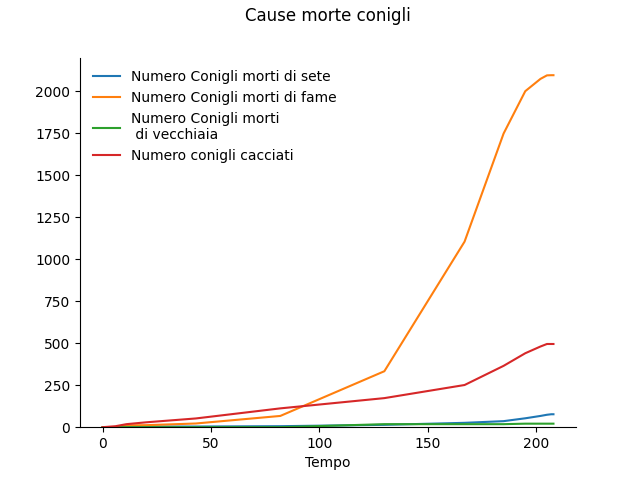 Cause morte conigli
Numero Conigli morti di sete
Numero Conigli morti di fame
Numero Conigli morti
di vecchiaia
Numero conigli cacciati
2000
1750
1500
1250
1000
750
500
250
0
0 50 100 150 200
Tempo